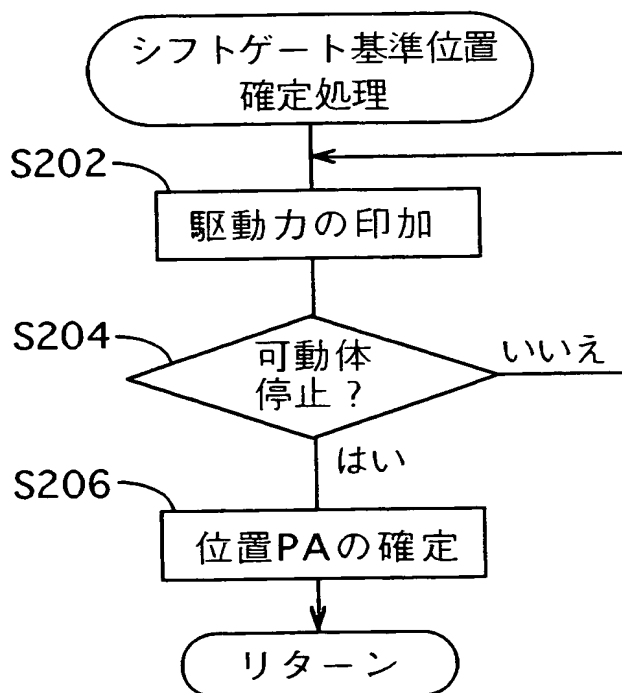 シフトゲート基準位置
確定処理
S202
駆動力の印加
S204
可動体
停止?
いいえ
はい
S206
位置PAの確定
リターン